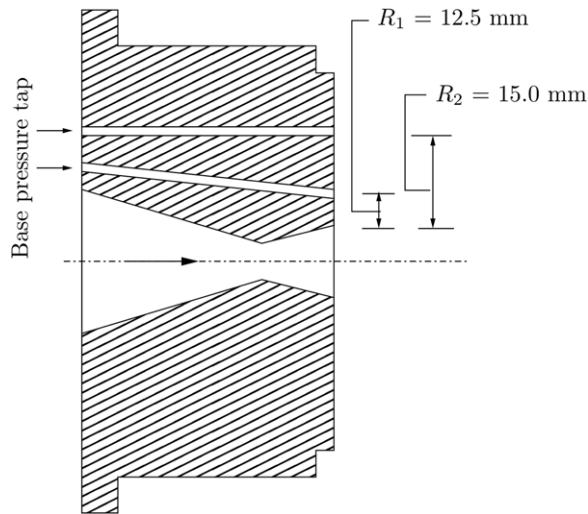 R₁ = 12.5 mm
R₂ = 15.0 mm
Base pressure tap